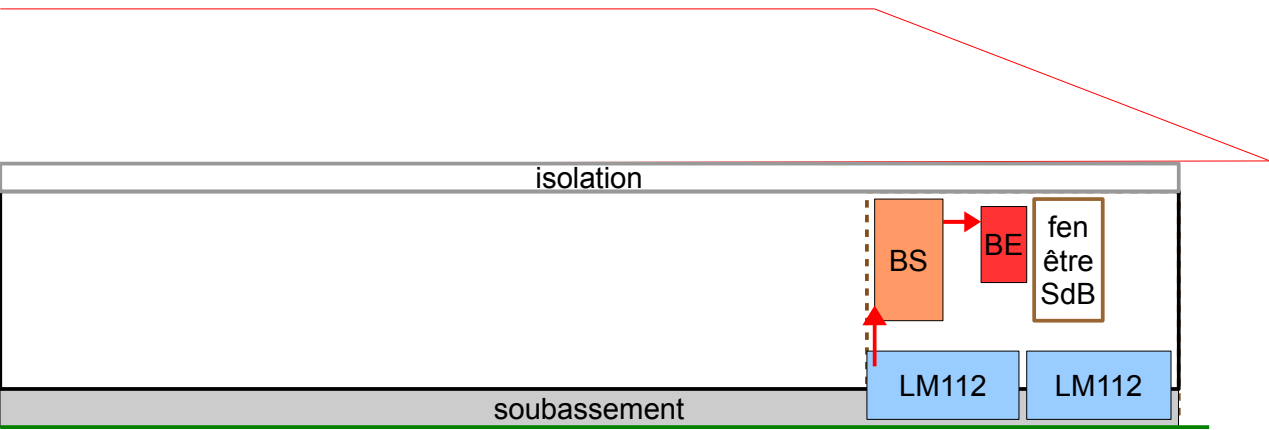 isolation
BS
BE
fen
être
SdB
LM112
LM112
soubassement